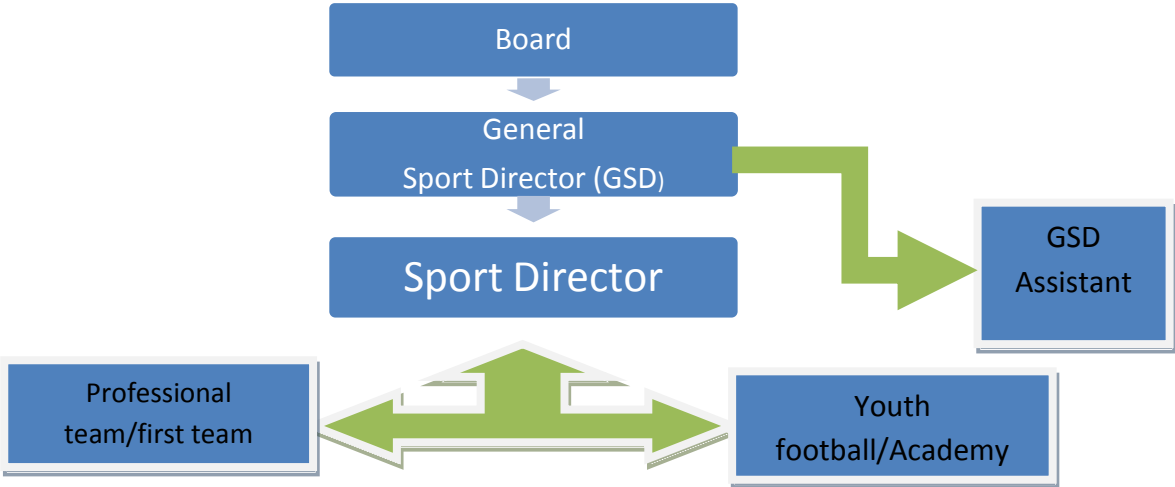 Board
General
Sport Director (GSD)
Sport Director
GSD
Assistant
Professional
team/first team
Youth
football/Academy